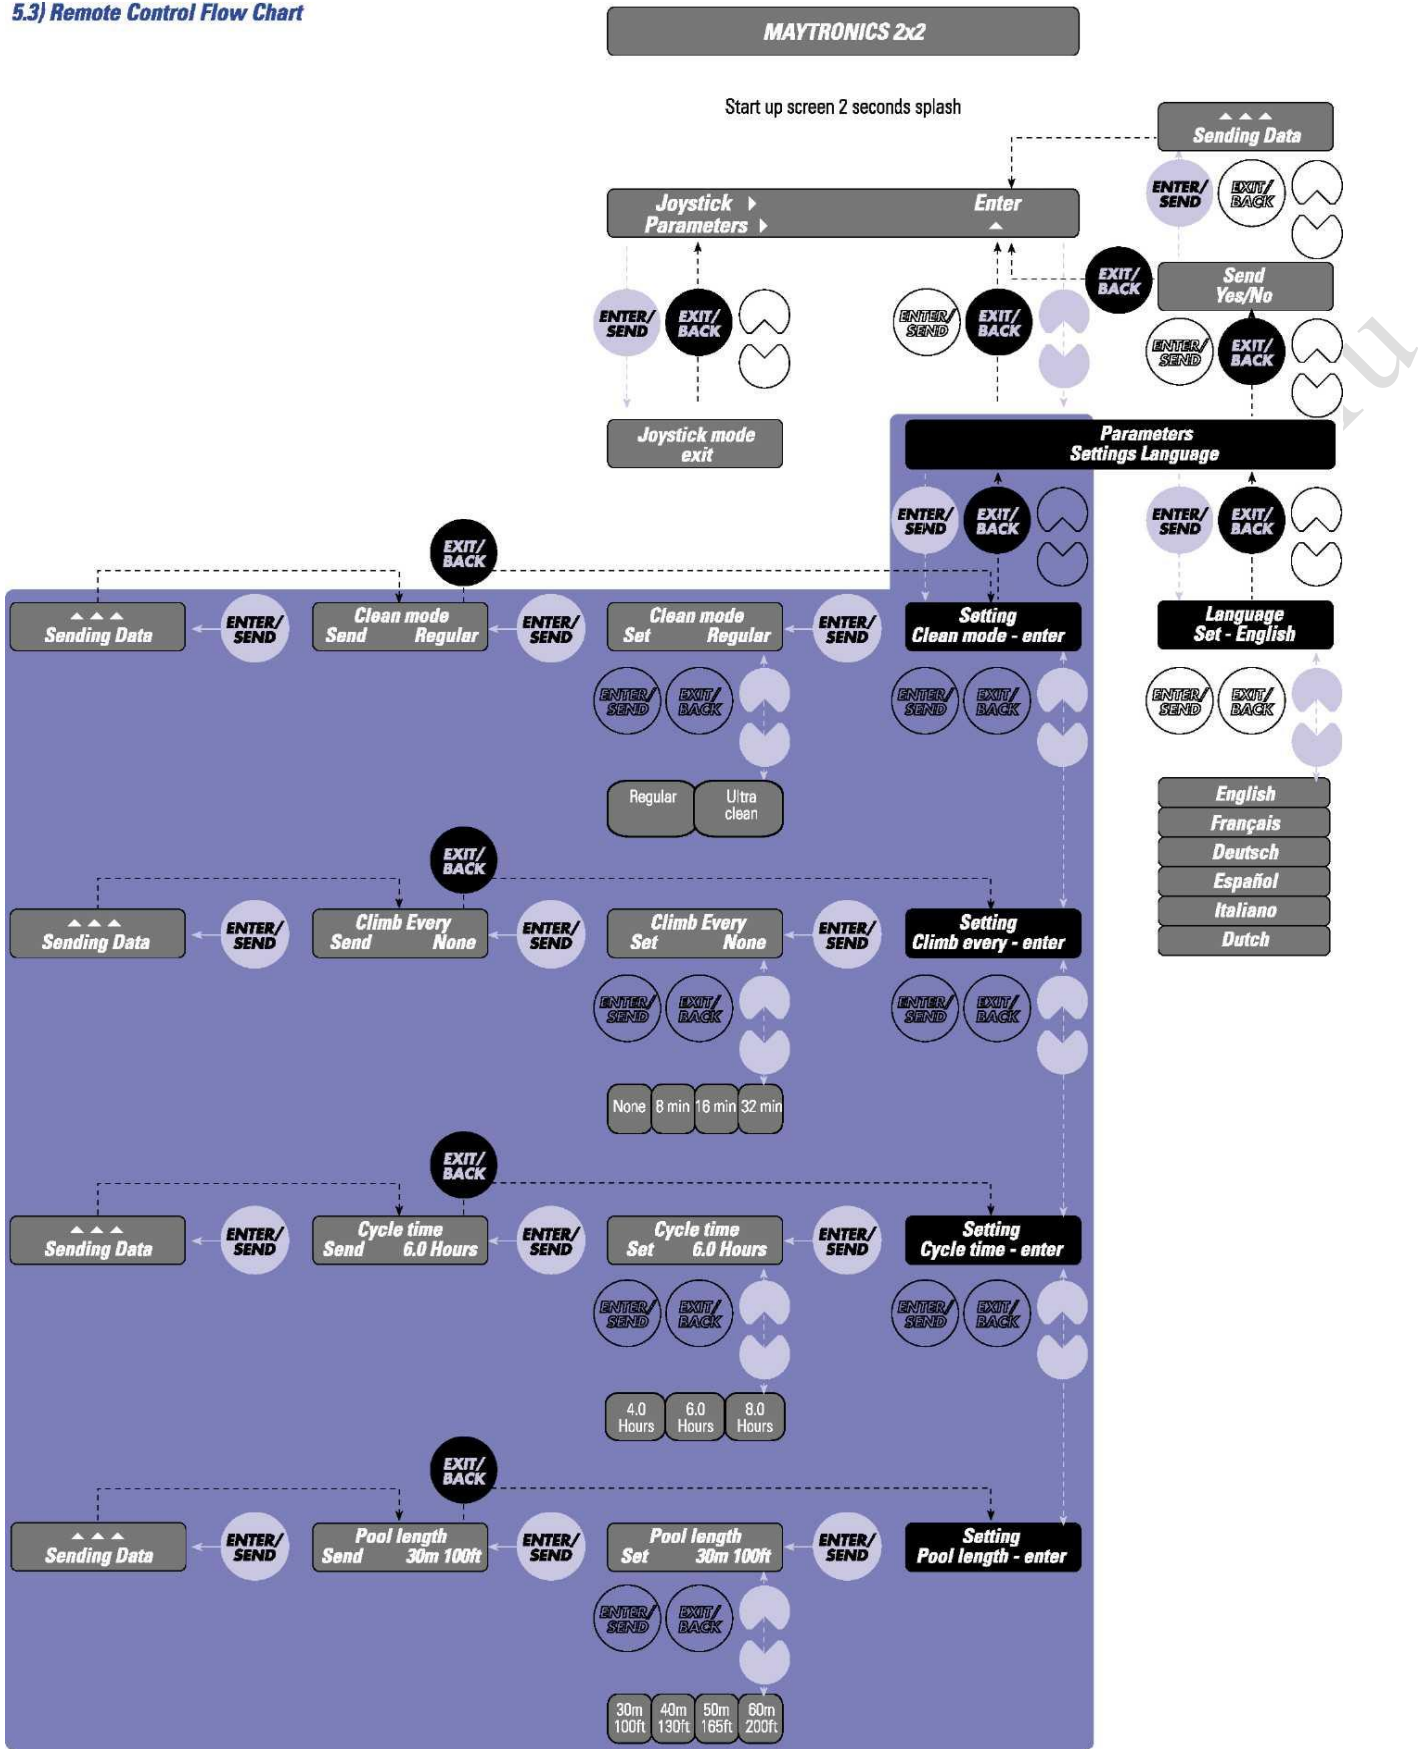 5.3) Remote Control Flow Chart
MAYTRONICS 2x2
Start up screen 2 seconds splash
Sending Data
ENTER/
SEND
EXIT/
BACK
Joystick
Enter
Parameters
EXIT/
BACK
Send
Yes/No
ENTER/
SEND
EXIT/
BACK
ENTER/
SEND
EXIT/
BACK
ENTER/
SEND
EXIT/
BACK
Joystick mode
exit
Parameters
Settings Language
ENTER/
SEND
EXIT/
BACK
ENTER/
SEND
EXIT/
BACK
EXIT/
BACK
Sending Data
ENTER/
SEND
Clean mode
Send Regular
ENTER/
SEND
Clean mode
Set Regular
ENTER/
SEND
Setting
Clean mode - enter
Language
Set - English
ENTER/
SEND
EXIT/
BACK
ENTER/
SEND
EXIT/
BACK
ENTER/
SEND
EXIT/
BACK
Regular
Ultra
clean
English
Français
Deutsch
Español
Italiano
Dutch
EXIT/
BACK
Sending Data
ENTER/
SEND
Climb Every
Send None
ENTER/
SEND
Climb Every
Set None
ENTER/
SEND
Setting
Climb every - enter
ENTER/
SEND
EXIT/
BACK
ENTER/
SEND
EXIT/
BACK
None 8 min 16 min 32 min
EXIT/
BACK
Sending Data
ENTER/
SEND
Cycle time
Send 6.0 Hours
ENTER/
SEND
Cycle time
Set 6.0 Hours
ENTER/
SEND
Setting
Cycle time - enter
ENTER/
SEND
EXIT/
BACK
ENTER/
SEND
EXIT/
BACK
4.0
Hours
6.0
Hours
8.0
Hours
EXIT/
BACK
Sending Data
ENTER/
SEND
Pool length
Send 30m 100ft
ENTER/
SEND
Pool length
Set 30m 100ft
ENTER/
SEND
Setting
Pool length - enter
ENTER/
SEND
EXIT/
BACK
30m
100ft
40m
130ft
50m
165ft
60m
200ft